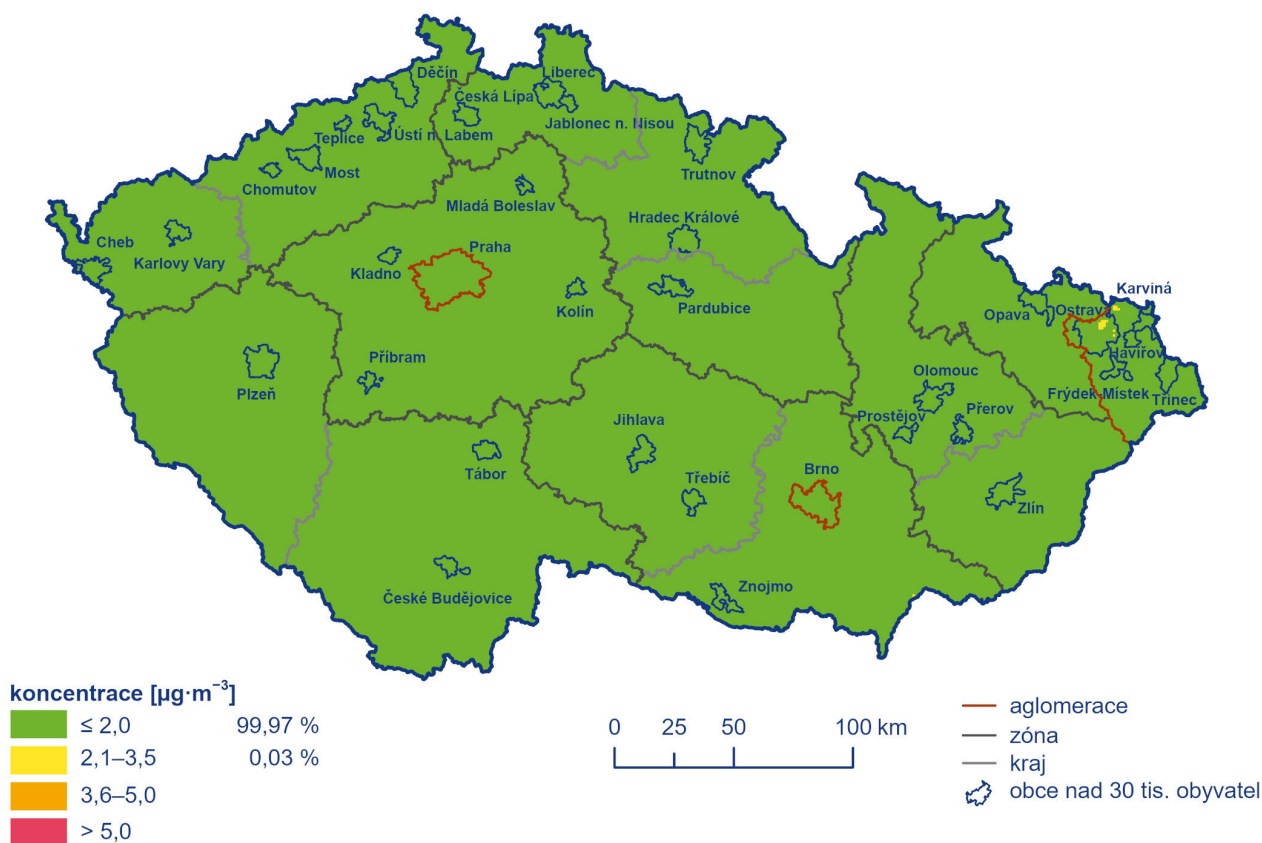 Děčín
Liberec
Česká Lípa
Jablonec n. Nisou
Teplice
Ústí n. Labem
Most
Chomutov
Trutnov
Mladá Boleslav
Hradec Králové
Cheb
Karlovy Vary
Praha
Kladno
Kolín
Pardubice
Karviná
Opava
Ostrava
Havířov
Příbram
Plzeň
Olomouc
Frýdek Místek
Třinec
Prostějov
Přerov
Jihlava
Tábor
Třebíč
Brno
Zlín
Znojmo
České Budějovice
koncentrace [µg·m⁻³]
≤ 2,0 99,97 %
2,1–3,5 0,03 %
3,6–5,0
> 5,0
0 25 50 100 km
aglomerace
zóna
kraj
obce nad 30 tis. obyvatel